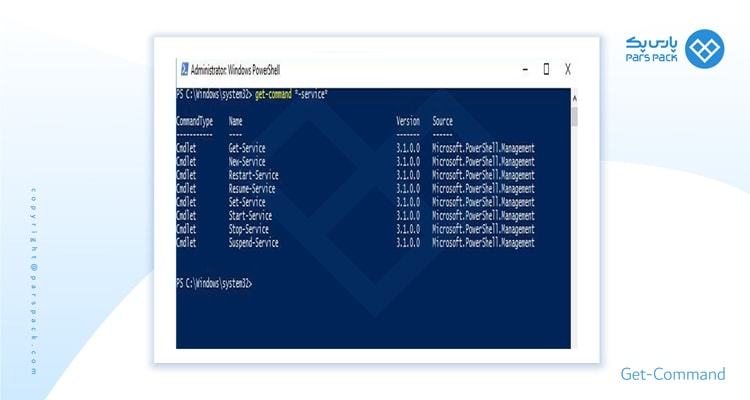 پارس پک
PARS PACK
Administrator: Windows PowerShell
PS C:\Windows\system32> get-command *-service*
CommandType Name Version Source
----------- ---- ------- ------
Cmdlet Get-Service 3.1.0.0 Microsoft.PowerShell.Management
Cmdlet New-Service 3.1.0.0 Microsoft.PowerShell.Management
Cmdlet Restart-Service 3.1.0.0 Microsoft.PowerShell.Management
Cmdlet Resume-Service 3.1.0.0 Microsoft.PowerShell.Management
Cmdlet Set-Service 3.1.0.0 Microsoft.PowerShell.Management
Cmdlet Start-Service 3.1.0.0 Microsoft.PowerShell.Management
Cmdlet Stop-Service 3.1.0.0 Microsoft.PowerShell.Management
Cmdlet Suspend-Service 3.1.0.0 Microsoft.PowerShell.Management
PS C:\Windows\system32>
copyright@parspack.com
Get-Command